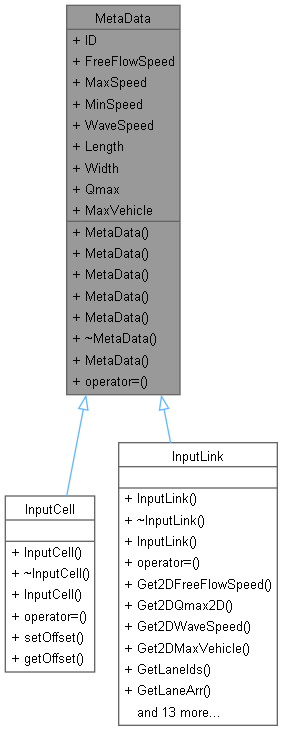 MetaData
+ ID
+ FreeFlowSpeed
+ MaxSpeed
+ MinSpeed
+ WaveSpeed
+ Length
+ Width
+ Qmax
+ MaxVehicle
+ MetaData()
+ MetaData()
+ MetaData()
+ MetaData()
+ MetaData()
+ ~MetaData()
+ MetaData()
+ operator=()
InputCell
+ InputCell()
+ ~InputCell()
+ InputCell()
+ operator=()
+ setOffset()
+ getOffset()
InputLink
+ InputLink()
+ ~InputLink()
+ InputLink()
+ operator=()
+ Get2DFreeFlowSpeed()
+ Get2DQmax2D()
+ Get2DWaveSpeed()
+ Get2DMaxVehicle()
+ GetLaneIds()
+ GetLaneArr()
and 13 more...